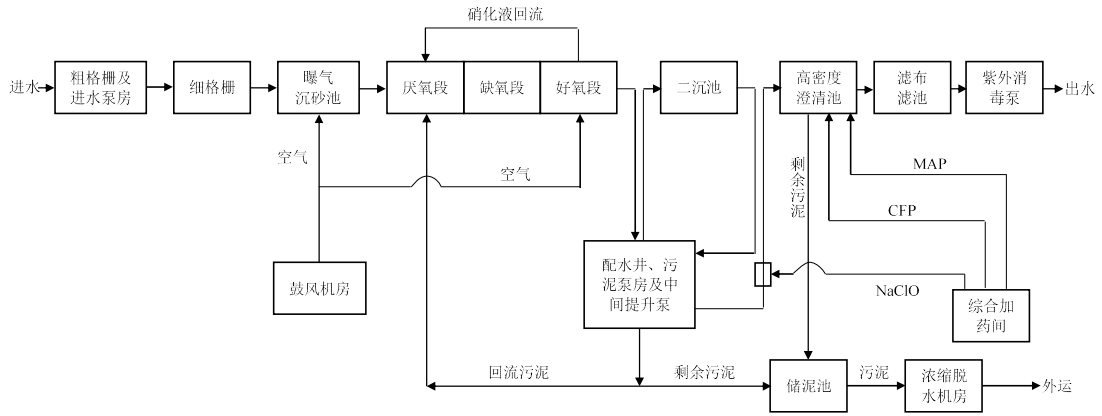 硝化液回流
进水
粗格栅及
进水泵房
细格栅
曝气
沉砂池
厌氧段
缺氧段
好氧段
二沉池
高密度
澄清池
滤布
滤池
紫外消
毒泵
出水
空气
空气
剩余污泥
MAP
CFP
NaClO
鼓风机房
配水井、污
泥泵房及中
间提升泵
综合加
药间
回流污泥
剩余污泥
储泥池
污泥
浓缩脱
水机房
外运